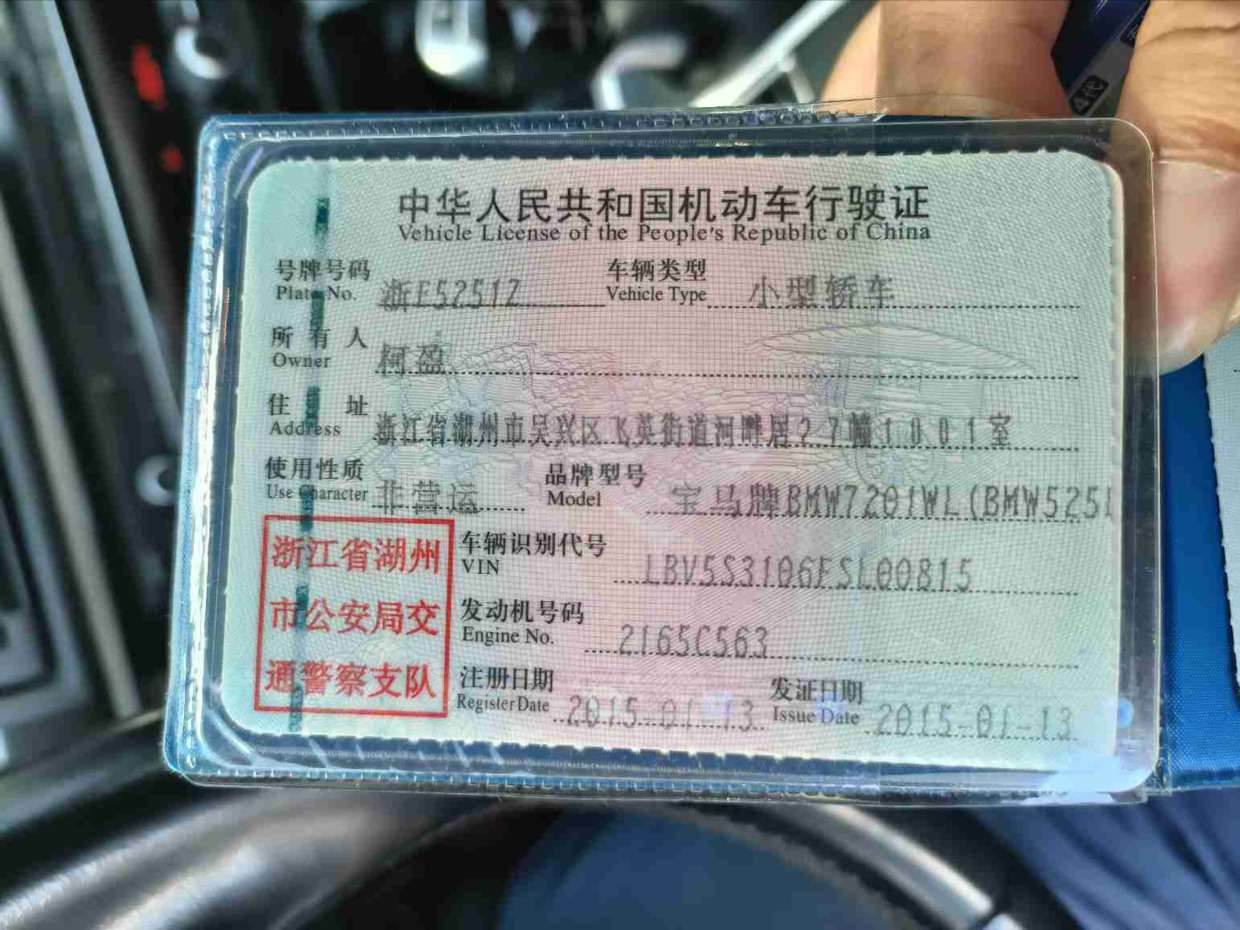 4代
中华人民共和国机动车行驶证
Vehicle License of the People's Republic of China
号牌号码 浙E52512 车辆类型 小型轿车
Plate No. Vehicle Type
所有人 柯盈
Owner
住址 浙江省湖州市吴兴区飞英街道河畔居27幢1001室
Address
使用性质 非营运 品牌型号 宝马牌BMW7201WL(BMW525L
Use Character Model
浙江省湖州
市公安局交
通警察支队
车辆识别代号 LBV5S3106FSL00815
VIN
发动机号码 2165C563
Engine No.
注册日期 2015-01-13 发证日期 2015-01-13
Register Date Issue Date